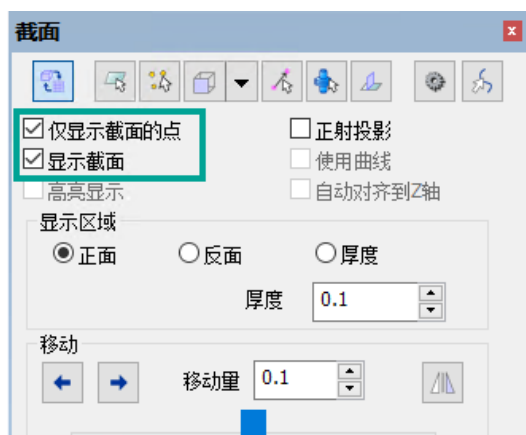 截面
仅显示截面的点
正射投影
显示截面
使用曲线
高亮显示
自动对齐到Z轴
显示区域
正面
反面
厚度
厚度
0.1
移动
移动量
0.1